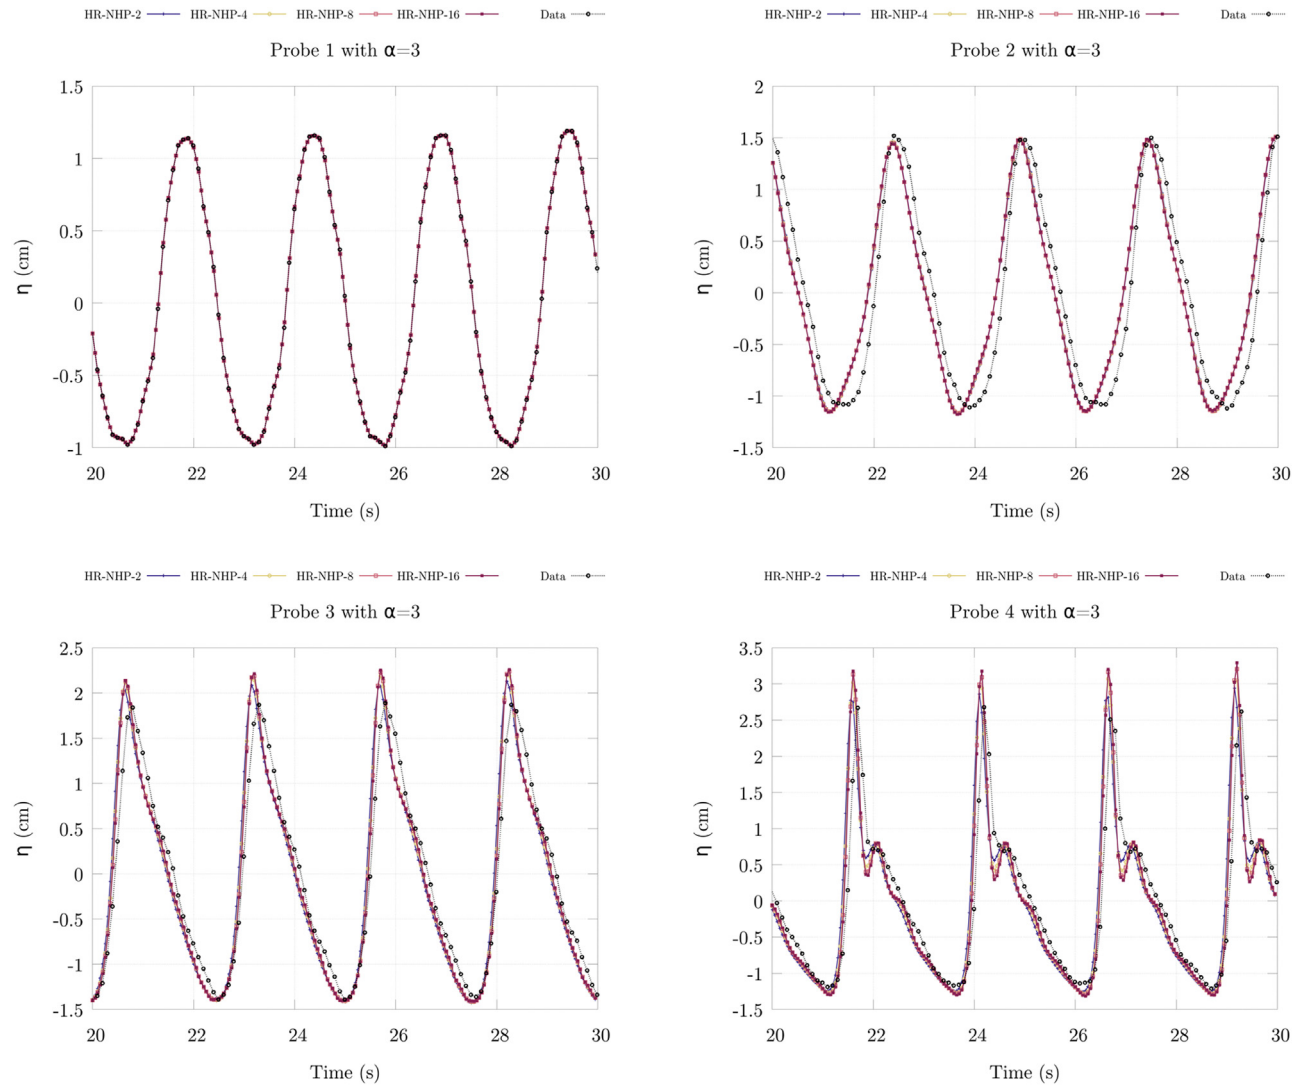 HR-NHP-2 HR-NHP-4 HR-NHP-8 HR-NHP-16 Data
Probe 1 with α=3
1.5
1
0.5
0
-0.5
-1
η (cm)
20 22 24 26 28 30
Time (s)
HR-NHP-2 HR-NHP-4 HR-NHP-8 HR-NHP-16 Data
Probe 2 with α=3
2
1.5
1
0.5
0
-0.5
-1
-1.5
η (cm)
20 22 24 26 28 30
Time (s)
HR-NHP-2 HR-NHP-4 HR-NHP-8 HR-NHP-16 Data
Probe 3 with α=3
2.5
2
1.5
1
0.5
0
-0.5
-1
-1.5
η (cm)
20 22 24 26 28 30
Time (s)
HR-NHP-2 HR-NHP-4 HR-NHP-8 HR-NHP-16 Data
Probe 4 with α=3
3.5
3
2.5
2
1.5
1
0.5
0
-0.5
-1
-1.5
η (cm)
20 22 24 26 28 30
Time (s)